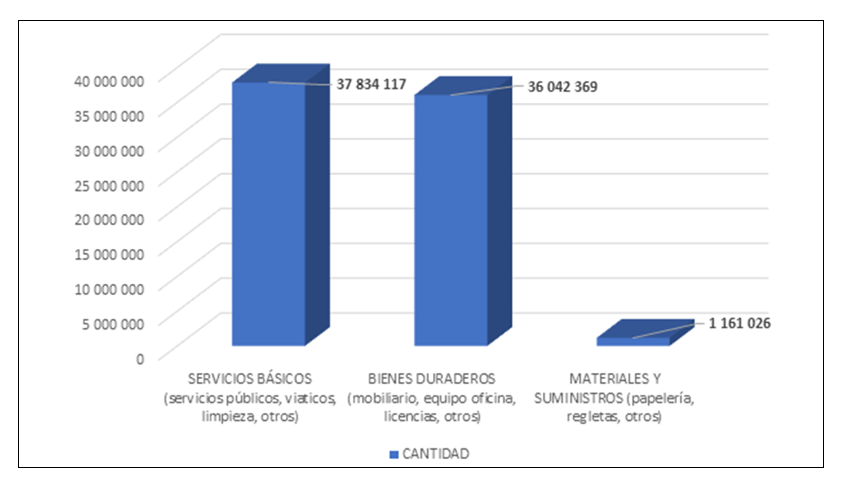 40 000 000
35 000 000
30 000 000
25 000 000
20 000 000
15 000 000
10 000 000
5 000 000
0
37 834 117
36 042 369
1 161 026
SERVICIOS BÁSICOS
(servicios públicos, viaticos,
limpieza, otros)
BIENES DURADEROS
(mobiliario, equipo oficina,
licencias, otros)
MATERIALES Y
SUMINISTROS (papelería,
regletas, otros)
CANTIDAD